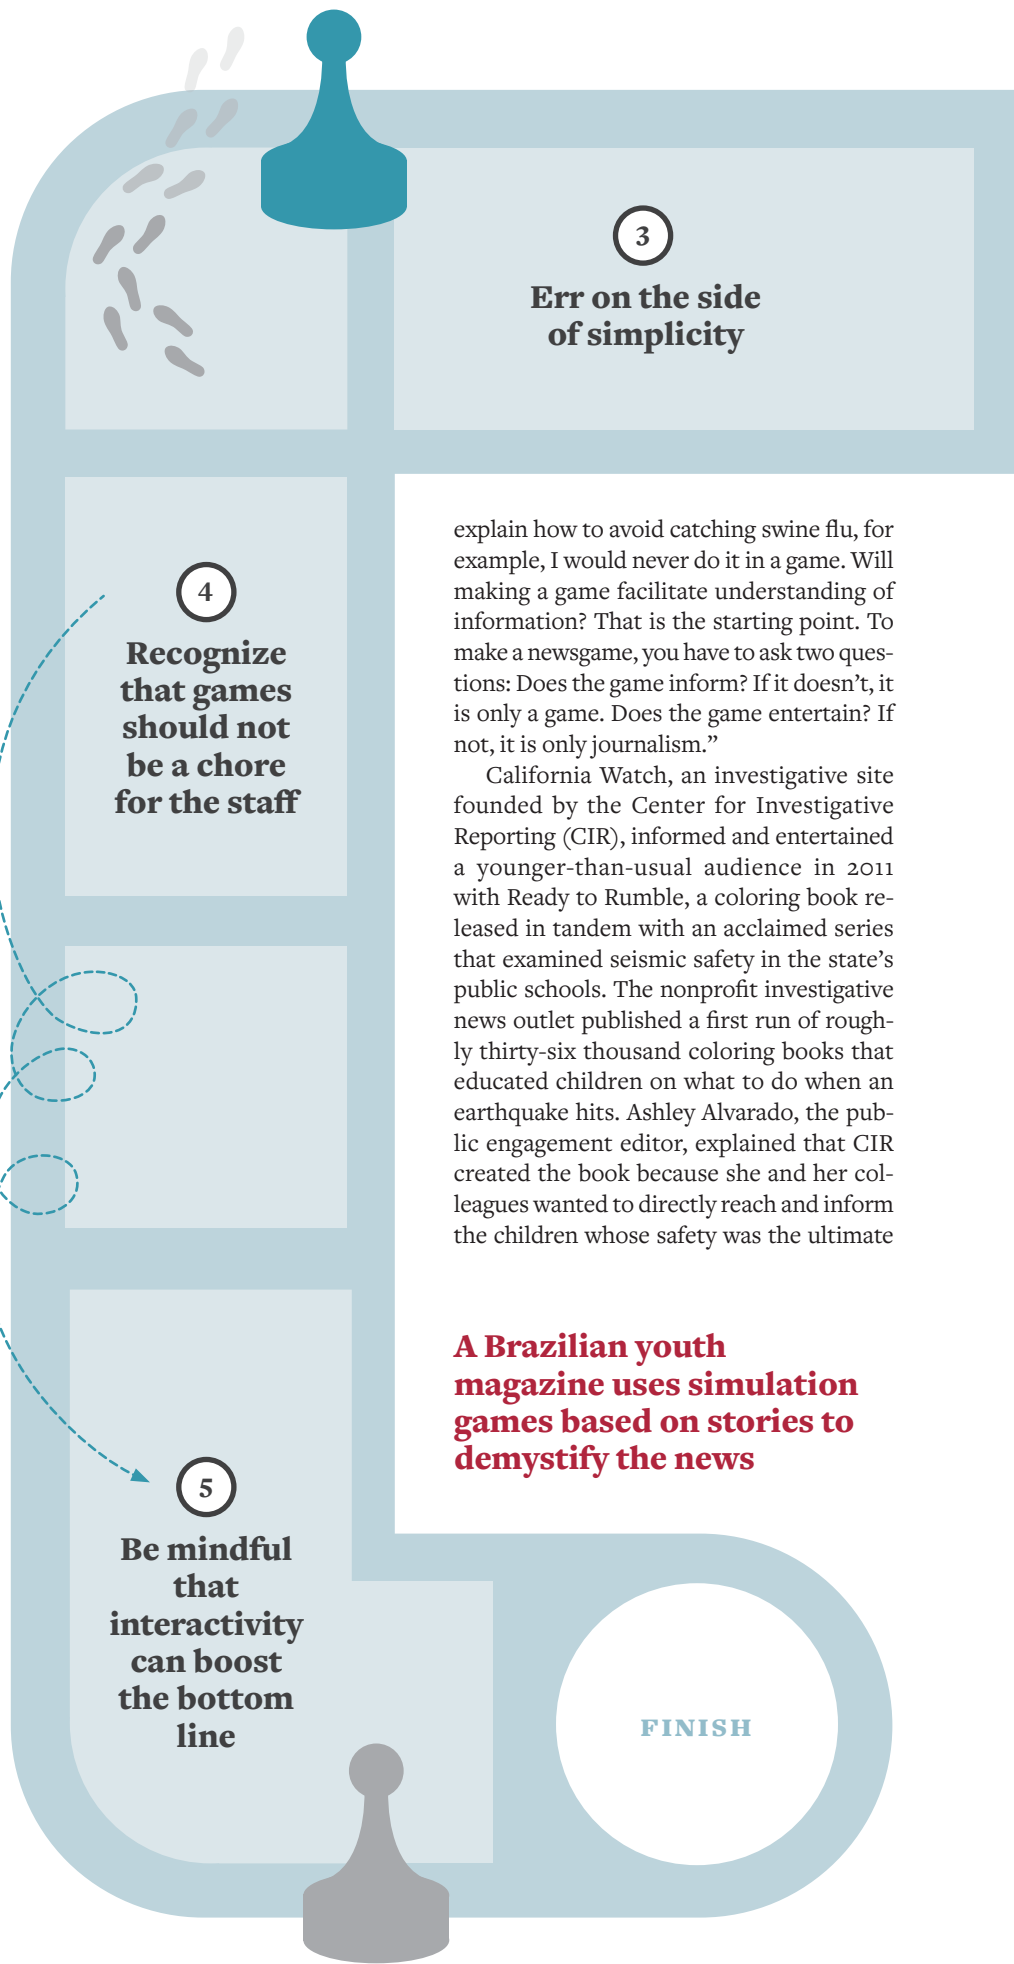 3
Err on the side
of simplicity
4
Recognize
that games
should not
be a chore
for the staff
explain how to avoid catching swine flu, for
example, I would never do it in a game. Will
making a game facilitate understanding of
information? That is the starting point. To
make a newsgame, you have to ask two ques-
tions: Does the game inform? If it doesn’t, it
is only a game. Does the game entertain? If
not, it is only journalism.”
California Watch, an investigative site
founded by the Center for Investigative
Reporting (CIR), informed and entertained
a younger-than-usual audience in 2011
with Ready to Rumble, a coloring book re-
leased in tandem with an acclaimed series
that examined seismic safety in the state’s
public schools. The nonprofit investigative
news outlet published a first run of rough-
ly thirty-six thousand coloring books that
educated children on what to do when an
earthquake hits. Ashley Alvarado, the pub-
lic engagement editor, explained that CIR
created the book because she and her col-
leagues wanted to directly reach and inform
the children whose safety was the ultimate
A Brazilian youth
magazine uses simulation
games based on stories to
demystify the news
5
Be mindful
that
interactivity
can boost
the bottom
line
FINISH